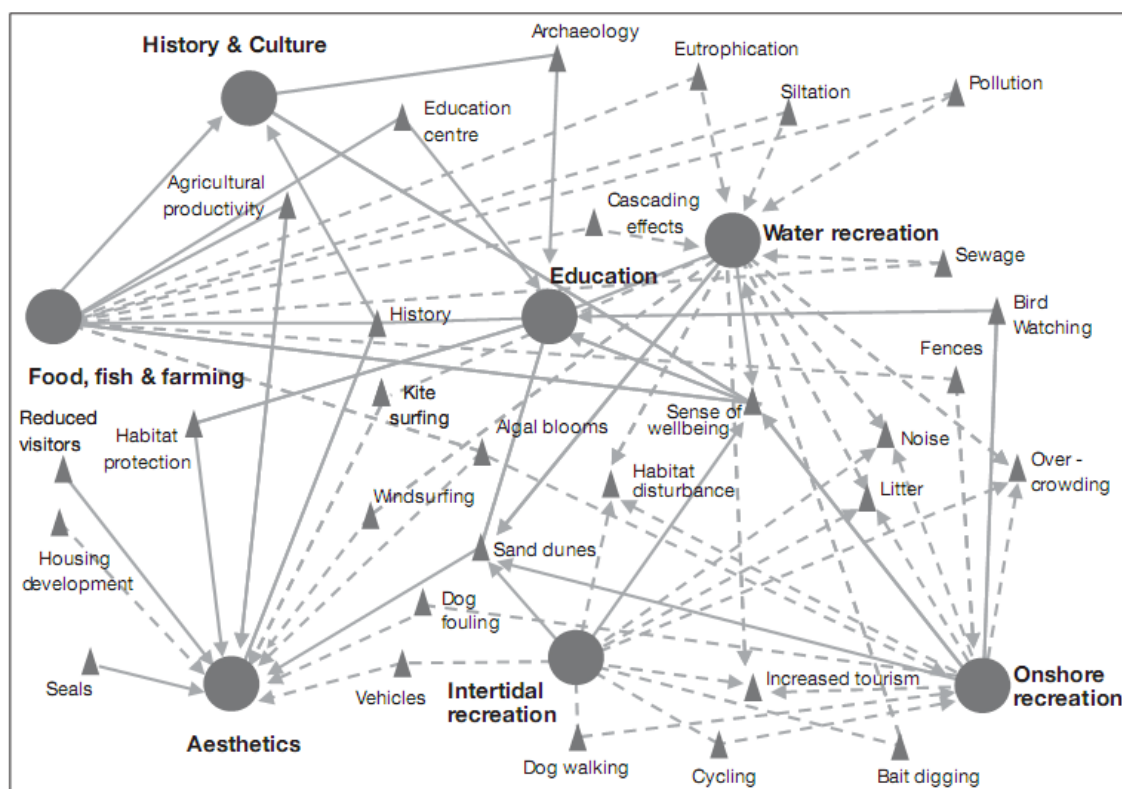 History & Culture
Archaeology
Eutrophication
Siltation
Pollution
Education
centre
Agricultural
productivity
Cascading
effects
Water recreation
Sewage
Education
History
Bird
Watching
Fences
Food, fish & farming
Reduced
visitors
Habitat
protection
Kite
surfing
Algal blooms
Sense of
wellbeing
Noise
Over -
crowding
Habitat
disturbance
Litter
Windsurfing
Housing
development
Sand dunes
Dog
fouling
Seals
Vehicles
Intertidal
recreation
Increased tourism
Onshore
recreation
Aesthetics
Dog walking
Cycling
Bait digging